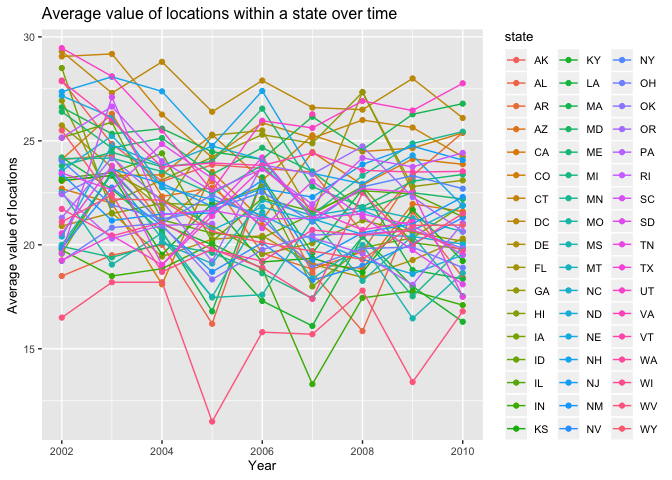 Average value of locations within a state over time
Average value of locations
30
25
20
15
2002
2004
2006
2008
2010
Year
state
AK
AL
AR
AZ
CA
CO
CT
DC
DE
FL
GA
HI
IA
ID
IL
IN
KS
KY
LA
MA
MD
ME
MI
MN
MO
MS
MT
NC
ND
NE
NH
NJ
NM
NV
NY
OH
OK
OR
PA
RI
SC
SD
TN
TX
UT
VA
VT
WA
WI
WV
WY